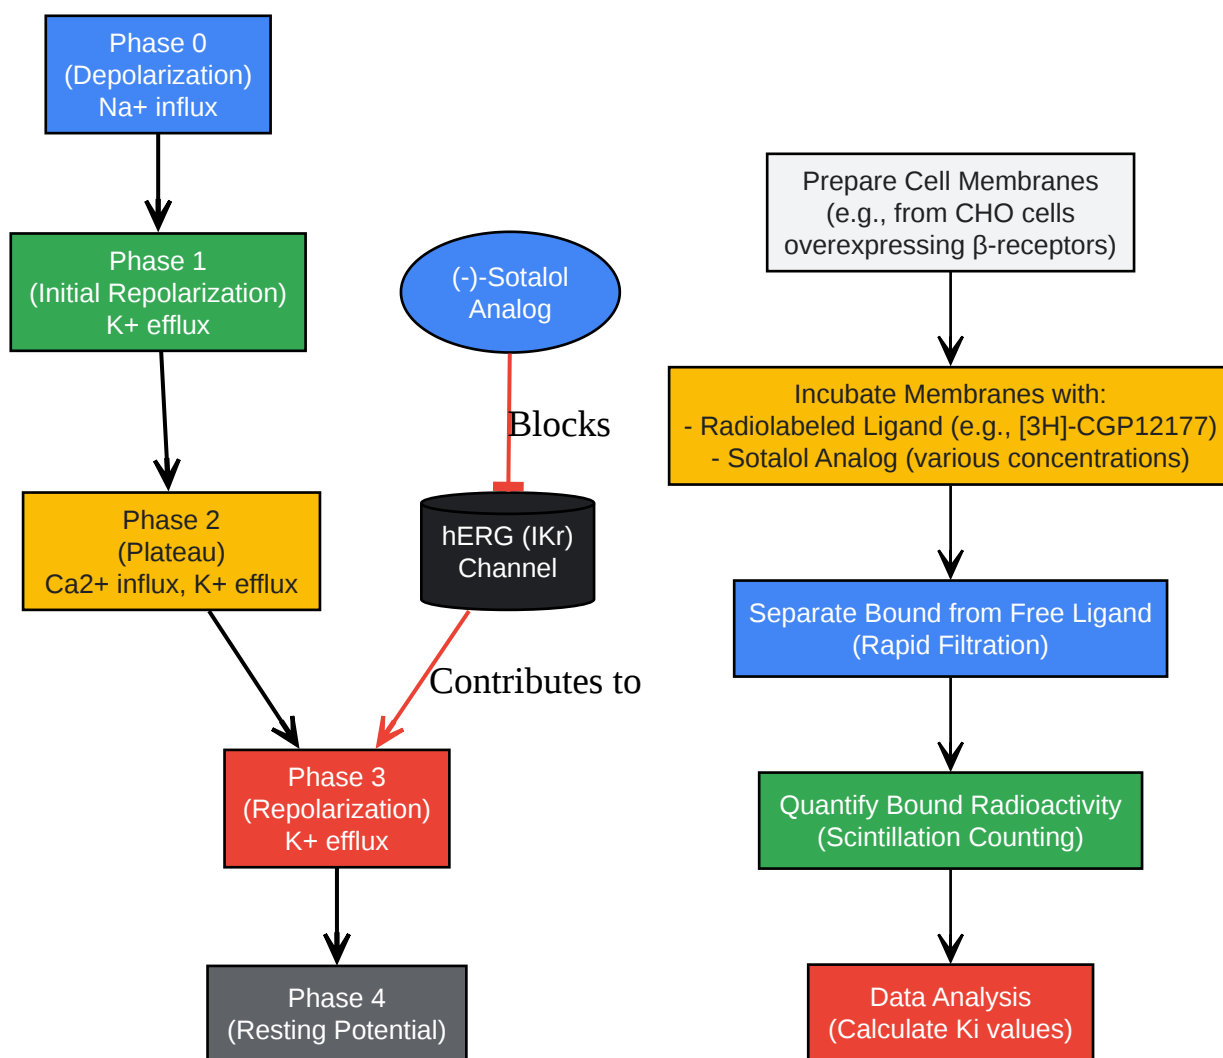 Phase 0
(Depolarization)
Na+ influx
Phase 1
(Initial Repolarization)
K+ efflux
(-)-Sotalol
Analog
Blocks
Phase 2
(Plateau)
Ca2+ influx, K+ efflux
hERG (IKr)
Channel
Contributes to
Phase 3
(Repolarization)
K+ efflux
Phase 4
(Resting Potential)
Prepare Cell Membranes
(e.g., from CHO cells
overexpressing β-receptors)
Incubate Membranes with:
- Radiolabeled Ligand (e.g., [3H]-CGP12177)
- Sotalol Analog (various concentrations)
Separate Bound from Free Ligand
(Rapid Filtration)
Quantify Bound Radioactivity
(Scintillation Counting)
Data Analysis
(Calculate Ki values)